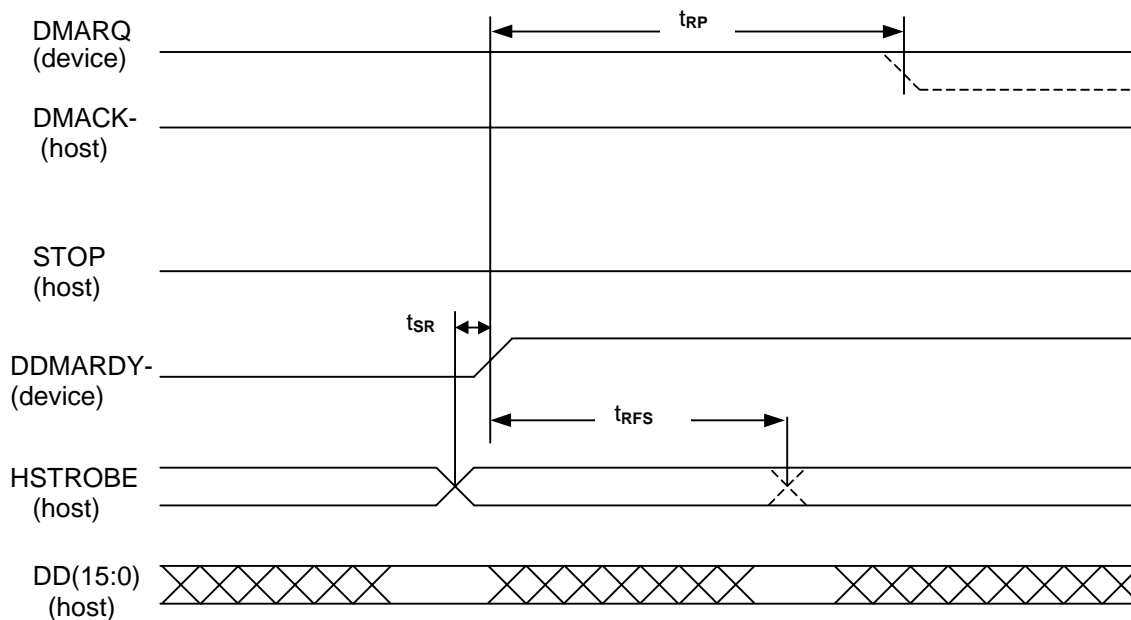 DMARQ
(device)
tRP
DMACK-
(host)
STOP
(host)
tSR
DDMARDY-
(device)
tRFS
HSTROBE
(host)
DD(15:0)
(host)